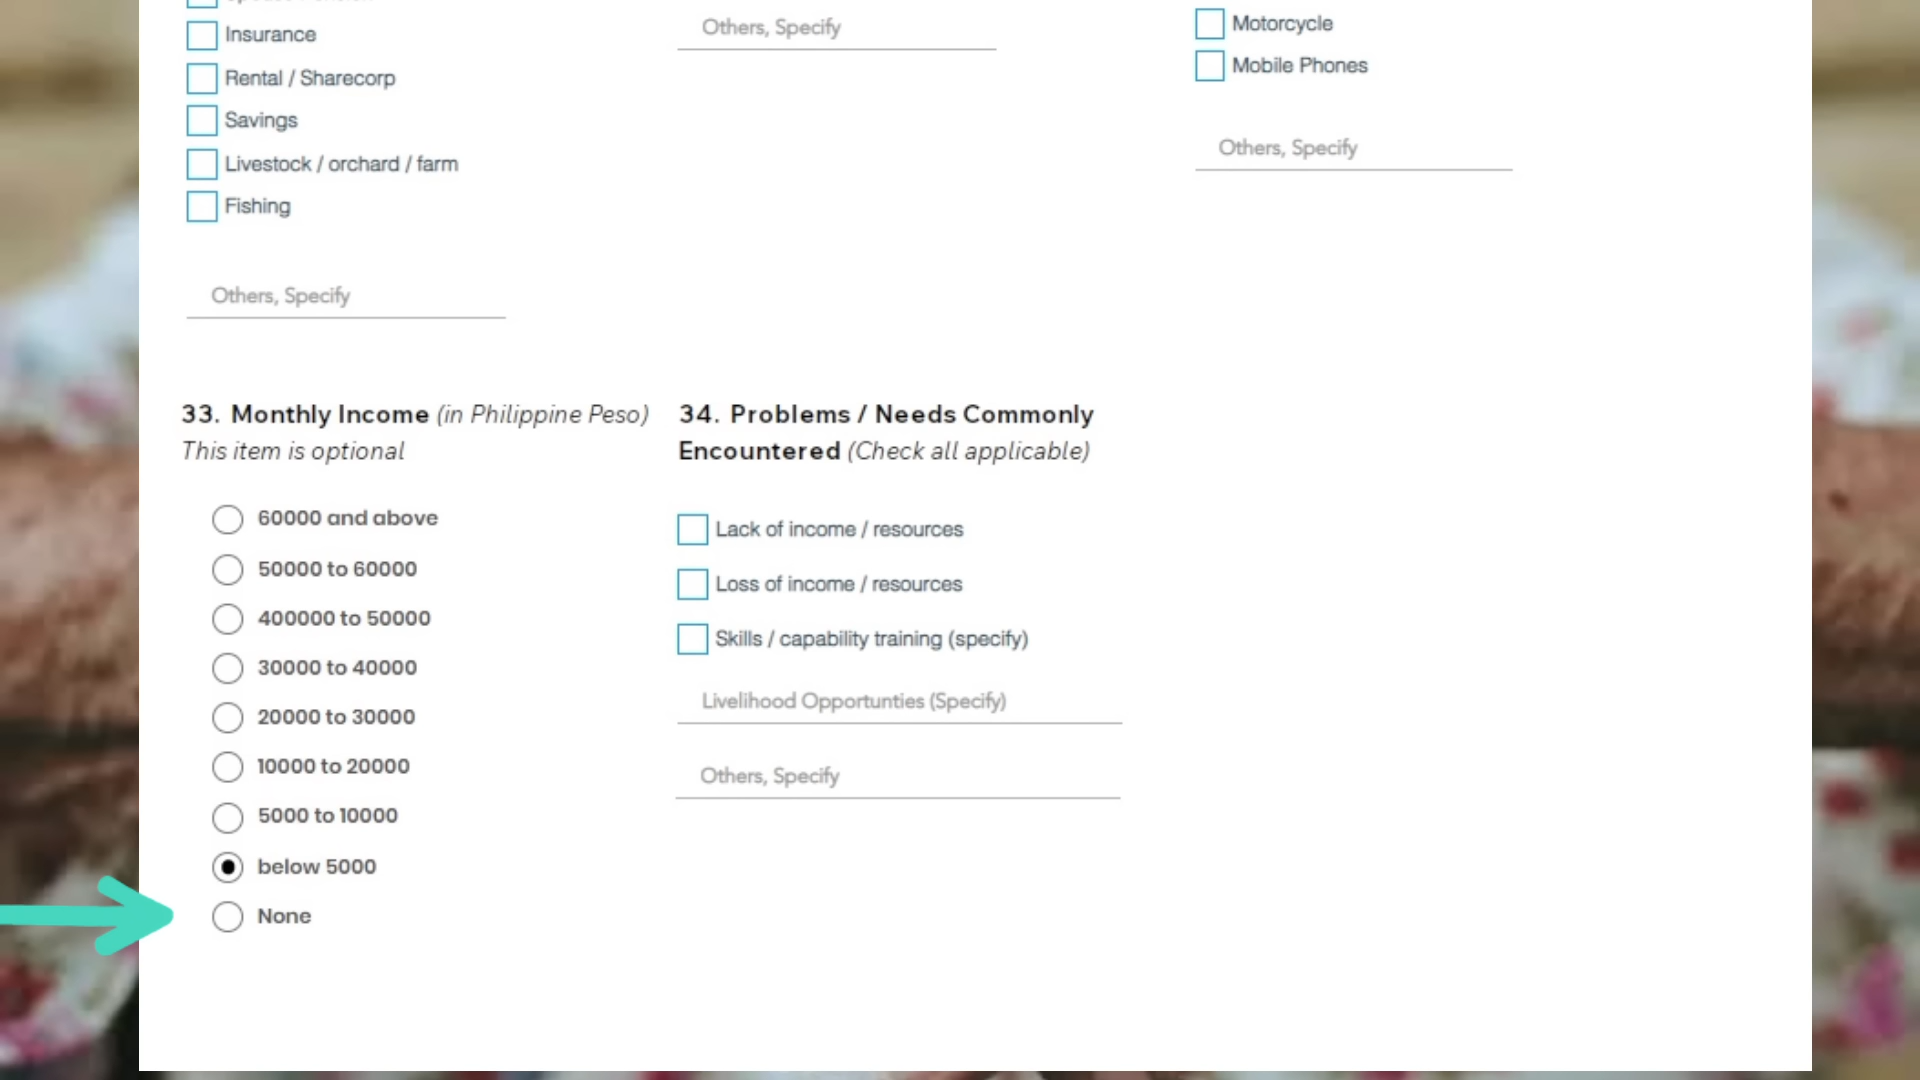 Insurance
Rental / Sharecorp
Savings
Livestock / orchard / farm
Fishing
Others, Specify
Others, Specify
Motorcycle
Mobile Phones
Others, Specify
33. Monthly Income (in Philippine Peso)
This item is optional
60000 and above
50000 to 60000
400000 to 50000
30000 to 40000
20000 to 30000
10000 to 20000
5000 to 10000
below 5000
None
34. Problems / Needs Commonly
Encountered (Check all applicable)
Lack of income / resources
Loss of income / resources
Skills / capability training (specify)
Livelihood Opportunties (Specify)
Others, Specify